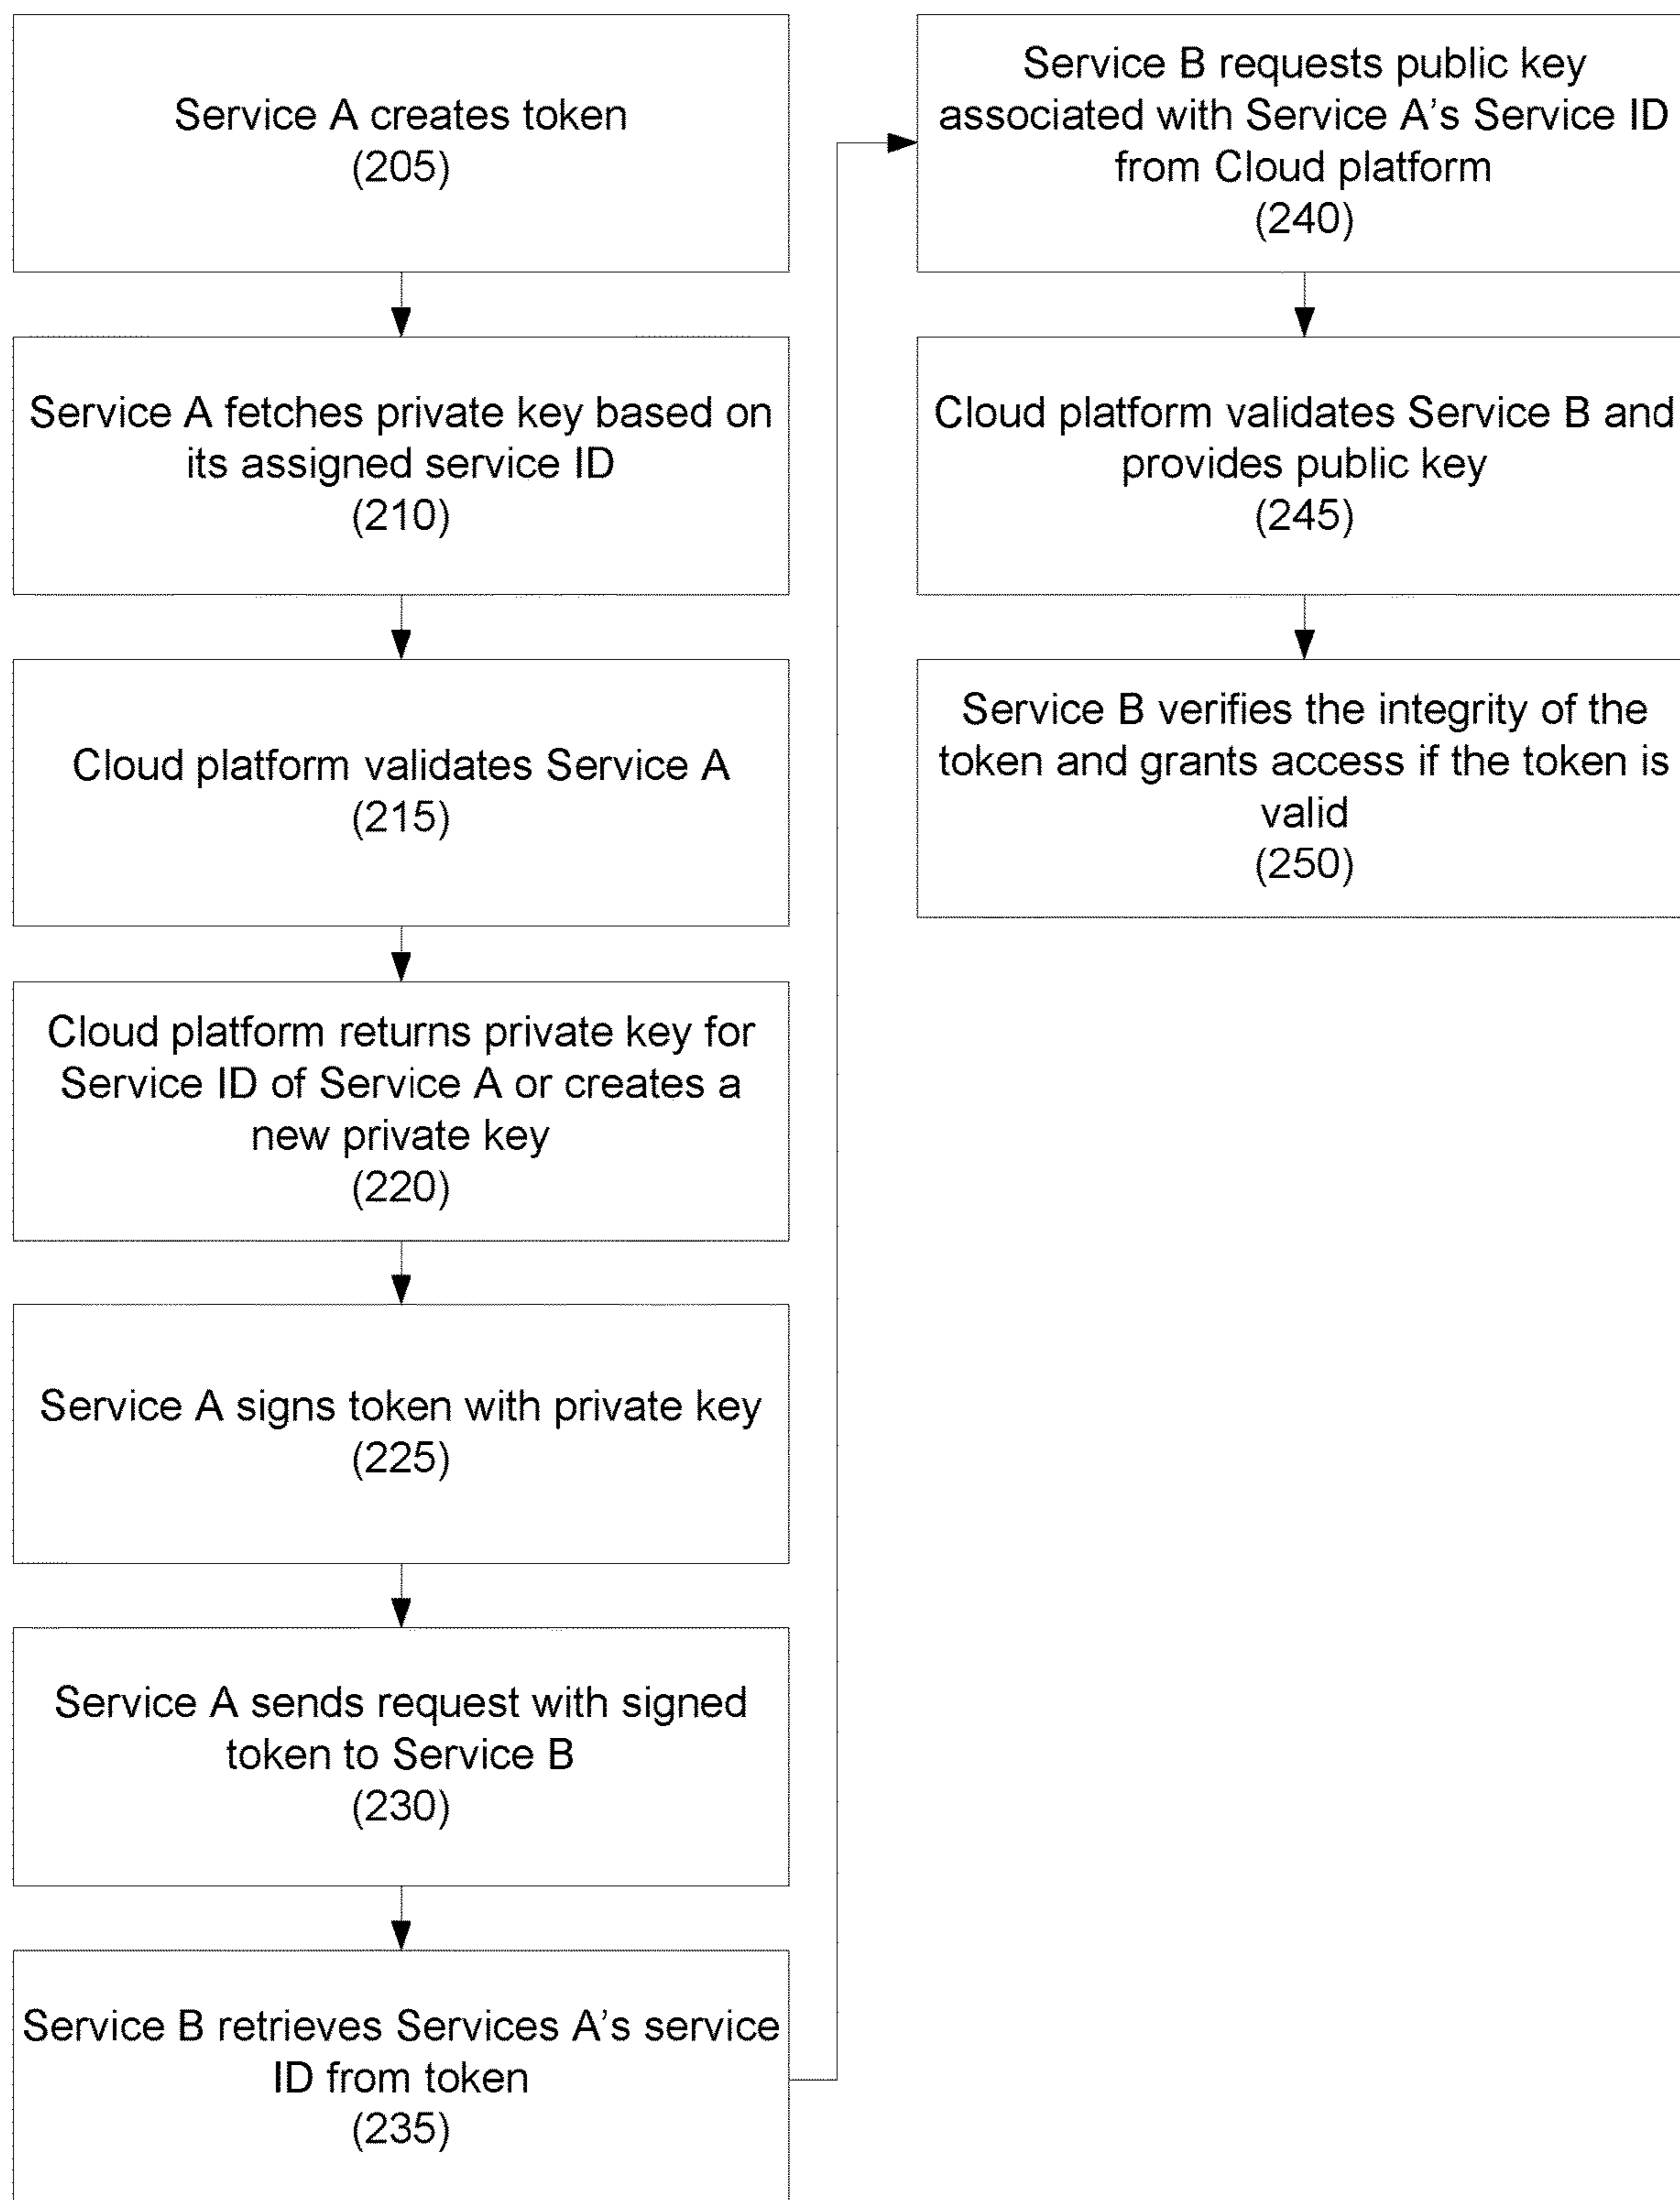 Service A creates token
(205)
Service A fetches private key based on
its assigned service ID
(210)
Cloud platform validates Service A
(215)
Cloud platform returns private key for
Service ID of Service A or creates a
new private key
(220)
Service A signs token with private key
(225)
Service A sends request with signed
token to Service B
(230)
Service B retrieves Services A's service
ID from token
(235)
Service B requests public key
associated with Service A's Service ID
from Cloud platform
(240)
Cloud platform validates Service B and
provides public key
(245)
Service B verifies the integrity of the
token and grants access if the token is
valid
(250)